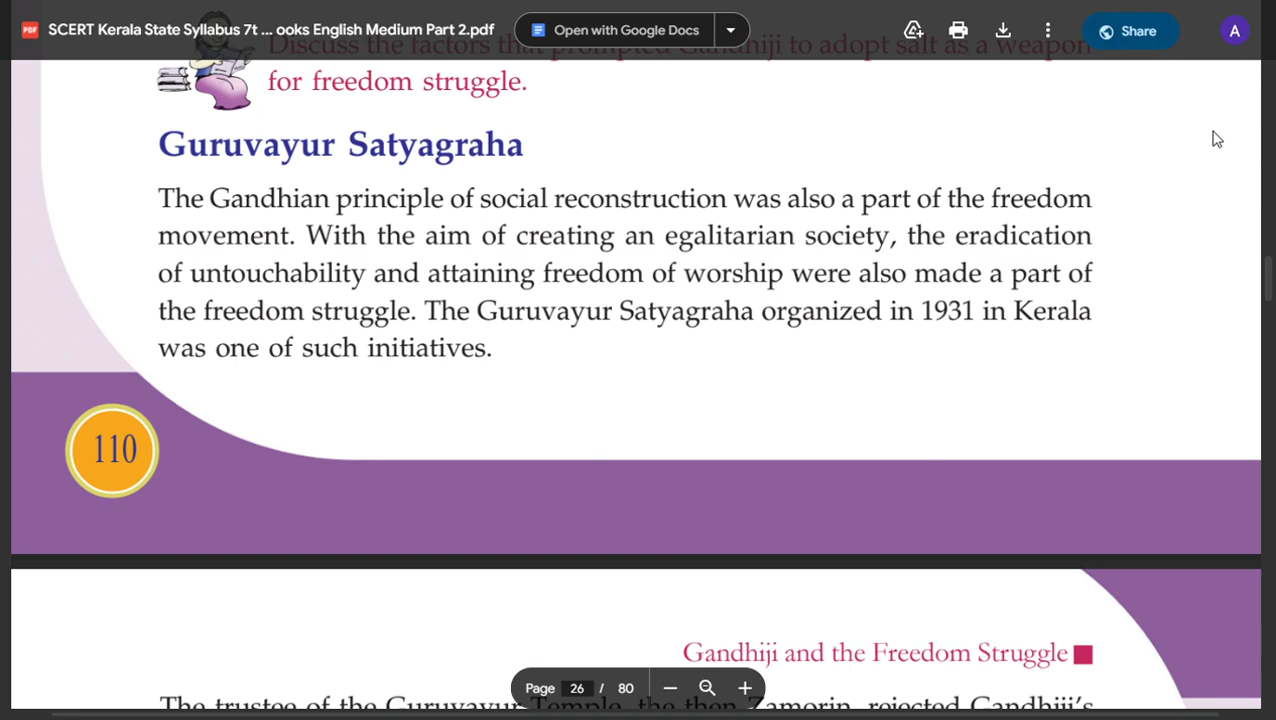 SCERT Kerala State Syllabus 7t ... ooks English Medium Part 2.pdf
Open with Google Docs
Share
A
Discuss the factors that prompted Gandhiji to adopt salt as a weapon
for freedom struggle.
Guruvayur Satyagraha
The Gandhian principle of social reconstruction was also a part of the freedom
movement. With the aim of creating an egalitarian society, the eradication
of untouchability and attaining freedom of worship were also made a part of
the freedom struggle. The Guruvayur Satyagraha organized in 1931 in Kerala
was one of such initiatives.
110
Gandhiji and the Freedom Struggle
The trustee of the Guruvayur Temple, the then Zamorin, rejected Gandhiji's
Page 26 / 80